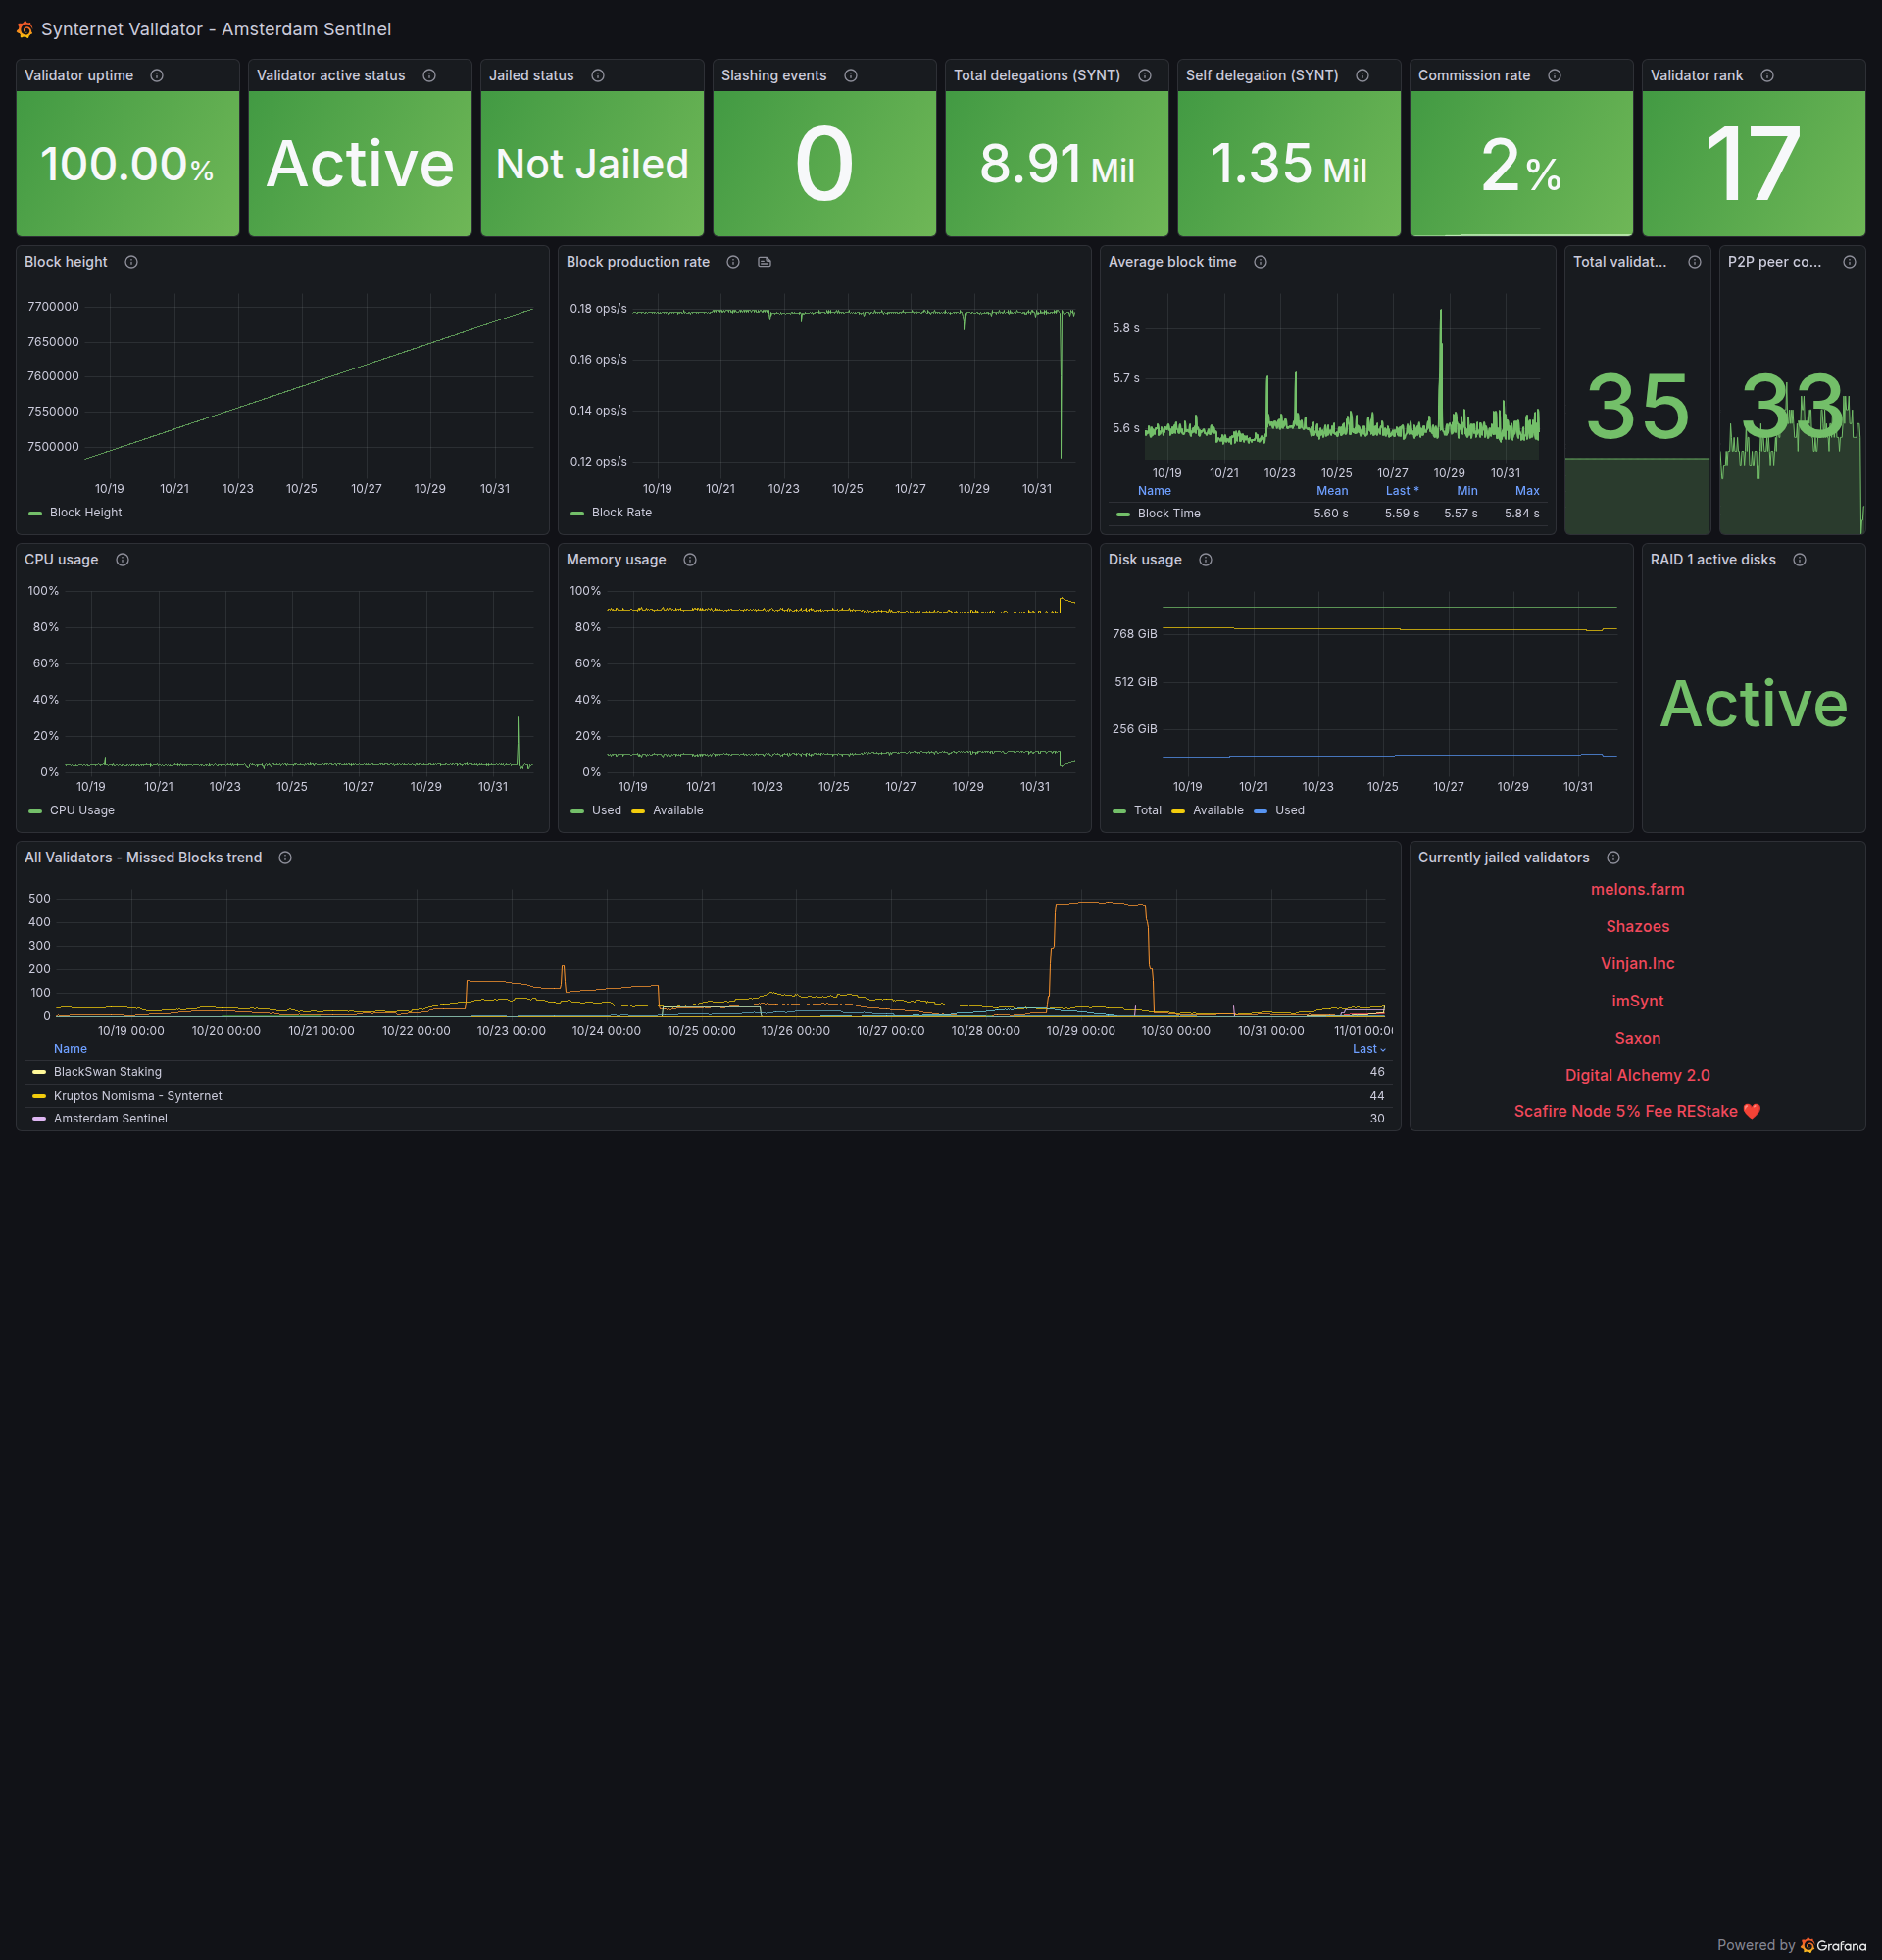 Synternet Validator - Amsterdam Sentinel
Validator uptime
100.00%
Validator active status
Active
Jailed status
Not Jailed
Slashing events
0
Total delegations (SYNT)
8.91 Mil
Self delegation (SYNT)
1.35 Mil
Commission rate
2%
Validator rank
17
Block height
7700000
7650000
7600000
7550000
7500000
10/19 10/21 10/23 10/25 10/27 10/29 10/31
Block Height
Block production rate
0.18 ops/s
0.16 ops/s
0.14 ops/s
0.12 ops/s
10/19 10/21 10/23 10/25 10/27 10/29 10/31
Block Rate
Average block time
5.8 s
5.7 s
5.6 s
10/19 10/21 10/23 10/25 10/27 10/29 10/31
Name Mean Last * Min Max
Block Time 5.60 s 5.59 s 5.57 s 5.84 s
Total validat...
35
P2P peer co...
33
CPU usage
100%
80%
60%
40%
20%
0%
10/19 10/21 10/23 10/25 10/27 10/29 10/31
CPU Usage
Memory usage
100%
80%
60%
40%
20%
0%
10/19 10/21 10/23 10/25 10/27 10/29 10/31
Used Available
Disk usage
768 GiB
512 GiB
256 GiB
10/19 10/21 10/23 10/25 10/27 10/29 10/31
Total Available Used
RAID 1 active disks
Active
All Validators - Missed Blocks trend
500
400
300
200
100
0
10/19 00:00 10/20 00:00 10/21 00:00 10/22 00:00 10/23 00:00 10/24 00:00 10/25 00:00 10/26 00:00 10/27 00:00 10/28 00:00 10/29 00:00 10/30 00:00 10/31 00:00 11/01 00:00
Name Last
BlackSwan Staking 46
Kruptos Nomisma - Synternet 44
Amsterdam Sentinel 30
Currently jailed validators
melons.farm
Shazoes
Vinjan.Inc
imSynt
Saxon
Digital Alchemy 2.0
Scafire Node 5% Fee REStake ❤️
Powered by Grafana